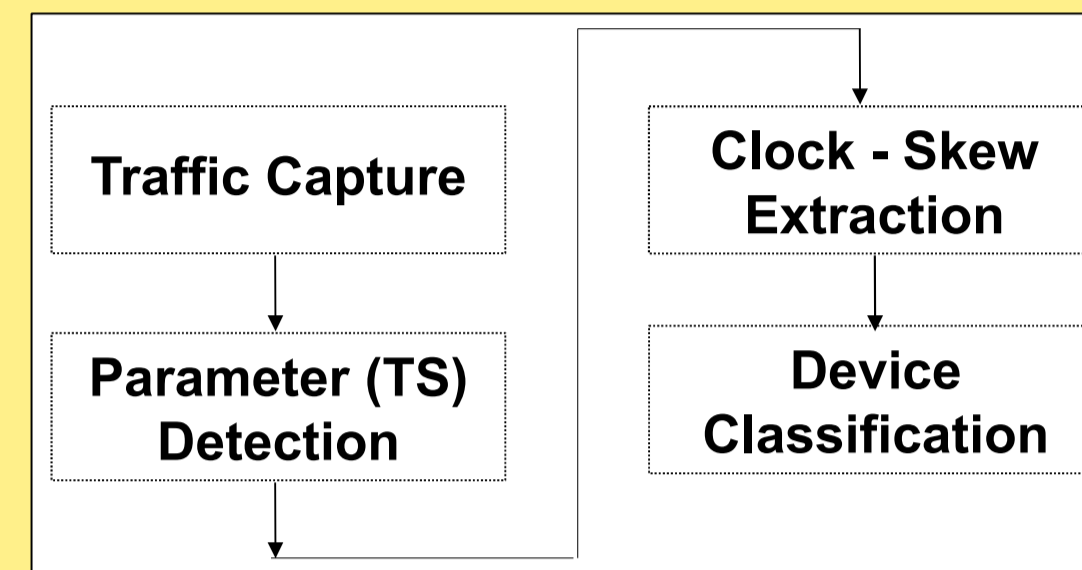 Traffic Capture
Parameter (TS)
Detection
Clock - Skew
Extraction
Device
Classification